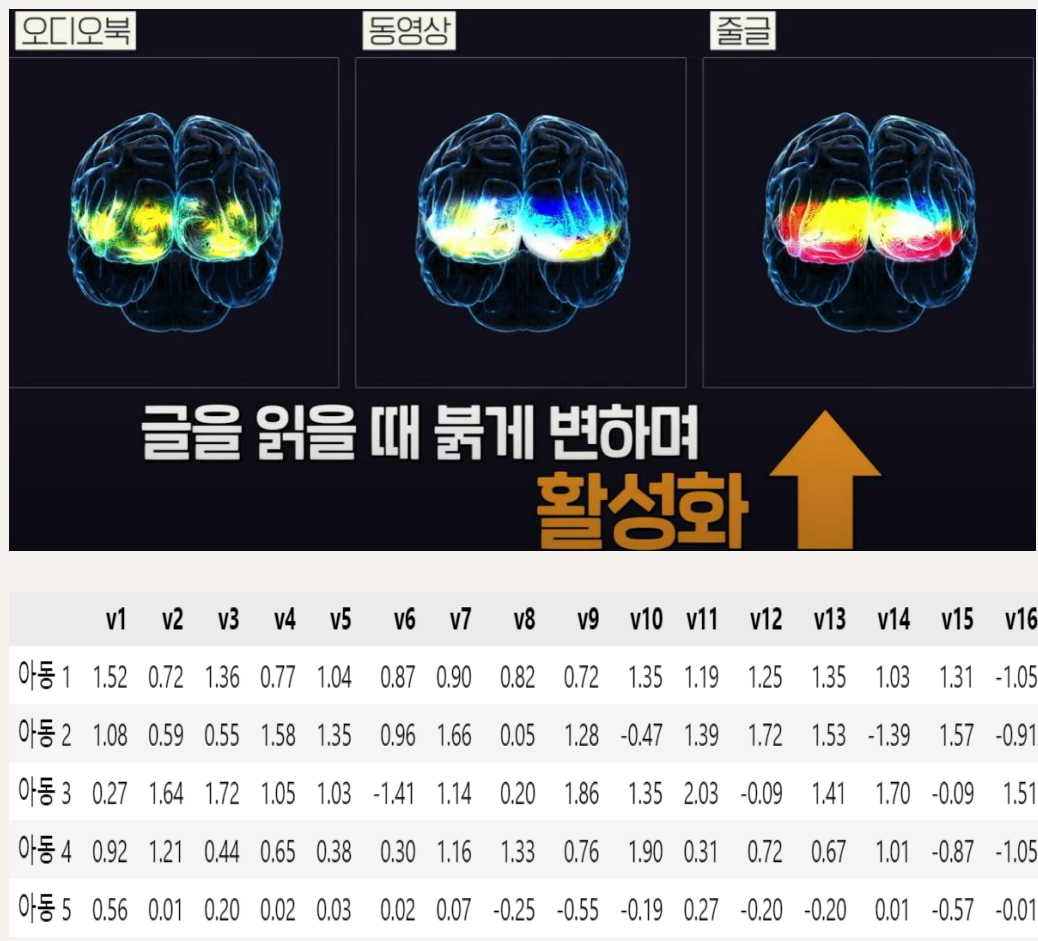 오디오북 동영상 줄글
글을 읽을 때 붉게 변하며
활성화
v1 v2 v3 v4 v5 v6 v7 v8 v9 v10 v11 v12 v13 v14 v15 v16
아동 1 1.52 0.72 1.36 0.77 1.04 0.87 0.90 0.82 0.72 1.35 1.19 1.25 1.35 1.03 1.31 -1.05
아동 2 1.08 0.59 0.55 1.58 1.35 0.96 1.66 0.05 1.28 -0.47 1.39 1.72 1.53 -1.39 1.57 -0.91
아동 3 0.27 1.64 1.72 1.05 1.03 -1.41 1.14 0.20 1.86 1.35 2.03 -0.09 1.41 1.70 -0.09 1.51
아동 4 0.92 1.21 0.44 0.65 0.38 0.30 1.16 1.33 0.76 1.90 0.31 0.72 0.67 1.01 -0.87 -1.05
아동 5 0.56 0.01 0.20 0.02 0.03 0.02 0.07 -0.25 -0.55 -0.19 0.27 -0.20 -0.20 0.01 -0.57 -0.01